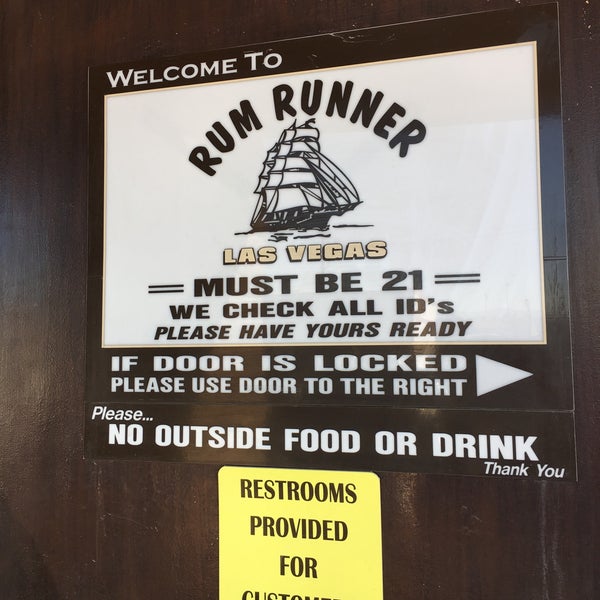 WELCOME TO
RUM RUNNER
LAS VEGAS
MUST BE 21
WE CHECK ALL ID's
PLEASE HAVE YOURS READY
IF DOOR IS LOCKED
PLEASE USE DOOR TO THE RIGHT
Please...
NO OUTSIDE FOOD OR DRINK
Thank You
RESTROOMS
PROVIDED
FOR